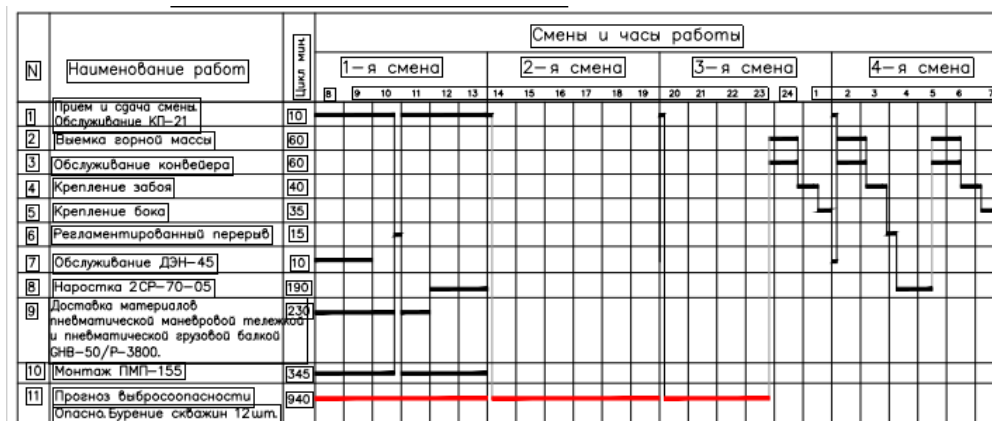 Смены и часы работы
N Наименование работ Цикл мин. 1-я смена 2-я смена 3-я смена 4-я смена
8 9 10 11 12 13 14 15 16 17 18 19 20 21 22 23 24 1 2 3 4 5 6 7
1 Прием и сдача смены. 10
Обслуживание КП-21
2 Выемка горной массы 60
3 Обслуживание конвейера 60
4 Крепление забоя 40
5 Крепление бока 35
6 Регламентированный перерыв 15
7 Обслуживание ДЭН-45 10
8 Наростка 2СР-70-05 190
9 Доставка материалов 230
пневматической маневровой тележкой
и пневматической грузовой балкой
GHB-50/P-3800.
10 Монтаж ПМП-155 345
11 Прогноз выбросоопасности 940
Опасно. Бурение скважин 12шт.